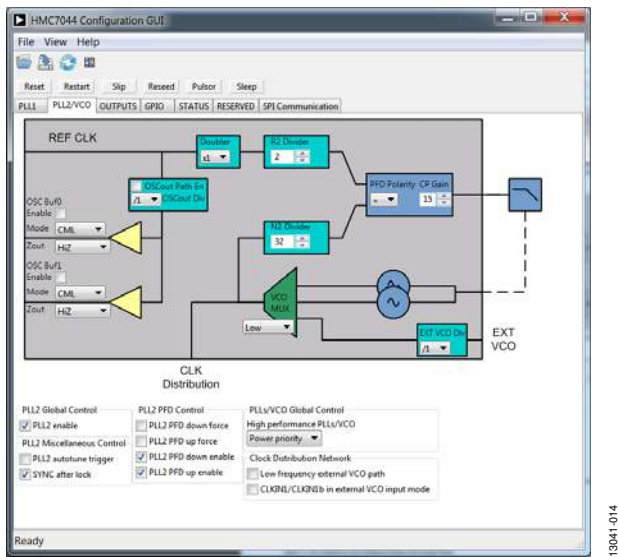 HMC7044 Configuration GUI
File View Help
Reset Restart Slip Reseed Pulsor Sleep
PLL1 PLL2/VCO OUTPUTS GPIO STATUS RESERVED SPI Communication
REF CLK
Doubler
x1
R2 Divider
2
OSCout Path En
/1 OSCout Div
PFD Polarity CP Gain
- 15
OSC Buf0
Enable
Mode CML
Zout HiZ
N2 Divider
32
OSC Buf1
Enable
Mode CML
Zout HiZ
VCO
MUX
Low
EXT VCO Div
/1
EXT
VCO
CLK
Distribution
PLL2 Global Control
PLL2 enable
PLL2 Miscellaneous Control
PLL2 autotune trigger
SYNC after lock
PLL2 PFD Control
PLL2 PFD down force
PLL2 PFD up force
PLL2 PFD down enable
PLL2 PFD up enable
PLLs/VCO Global Control
High performance PLLs/VCO
Power priority
Clock Distribution Network
Low frequency external VCO path
CLKIN1/CLKIN1b in external VCO input mode
Ready
13041-014